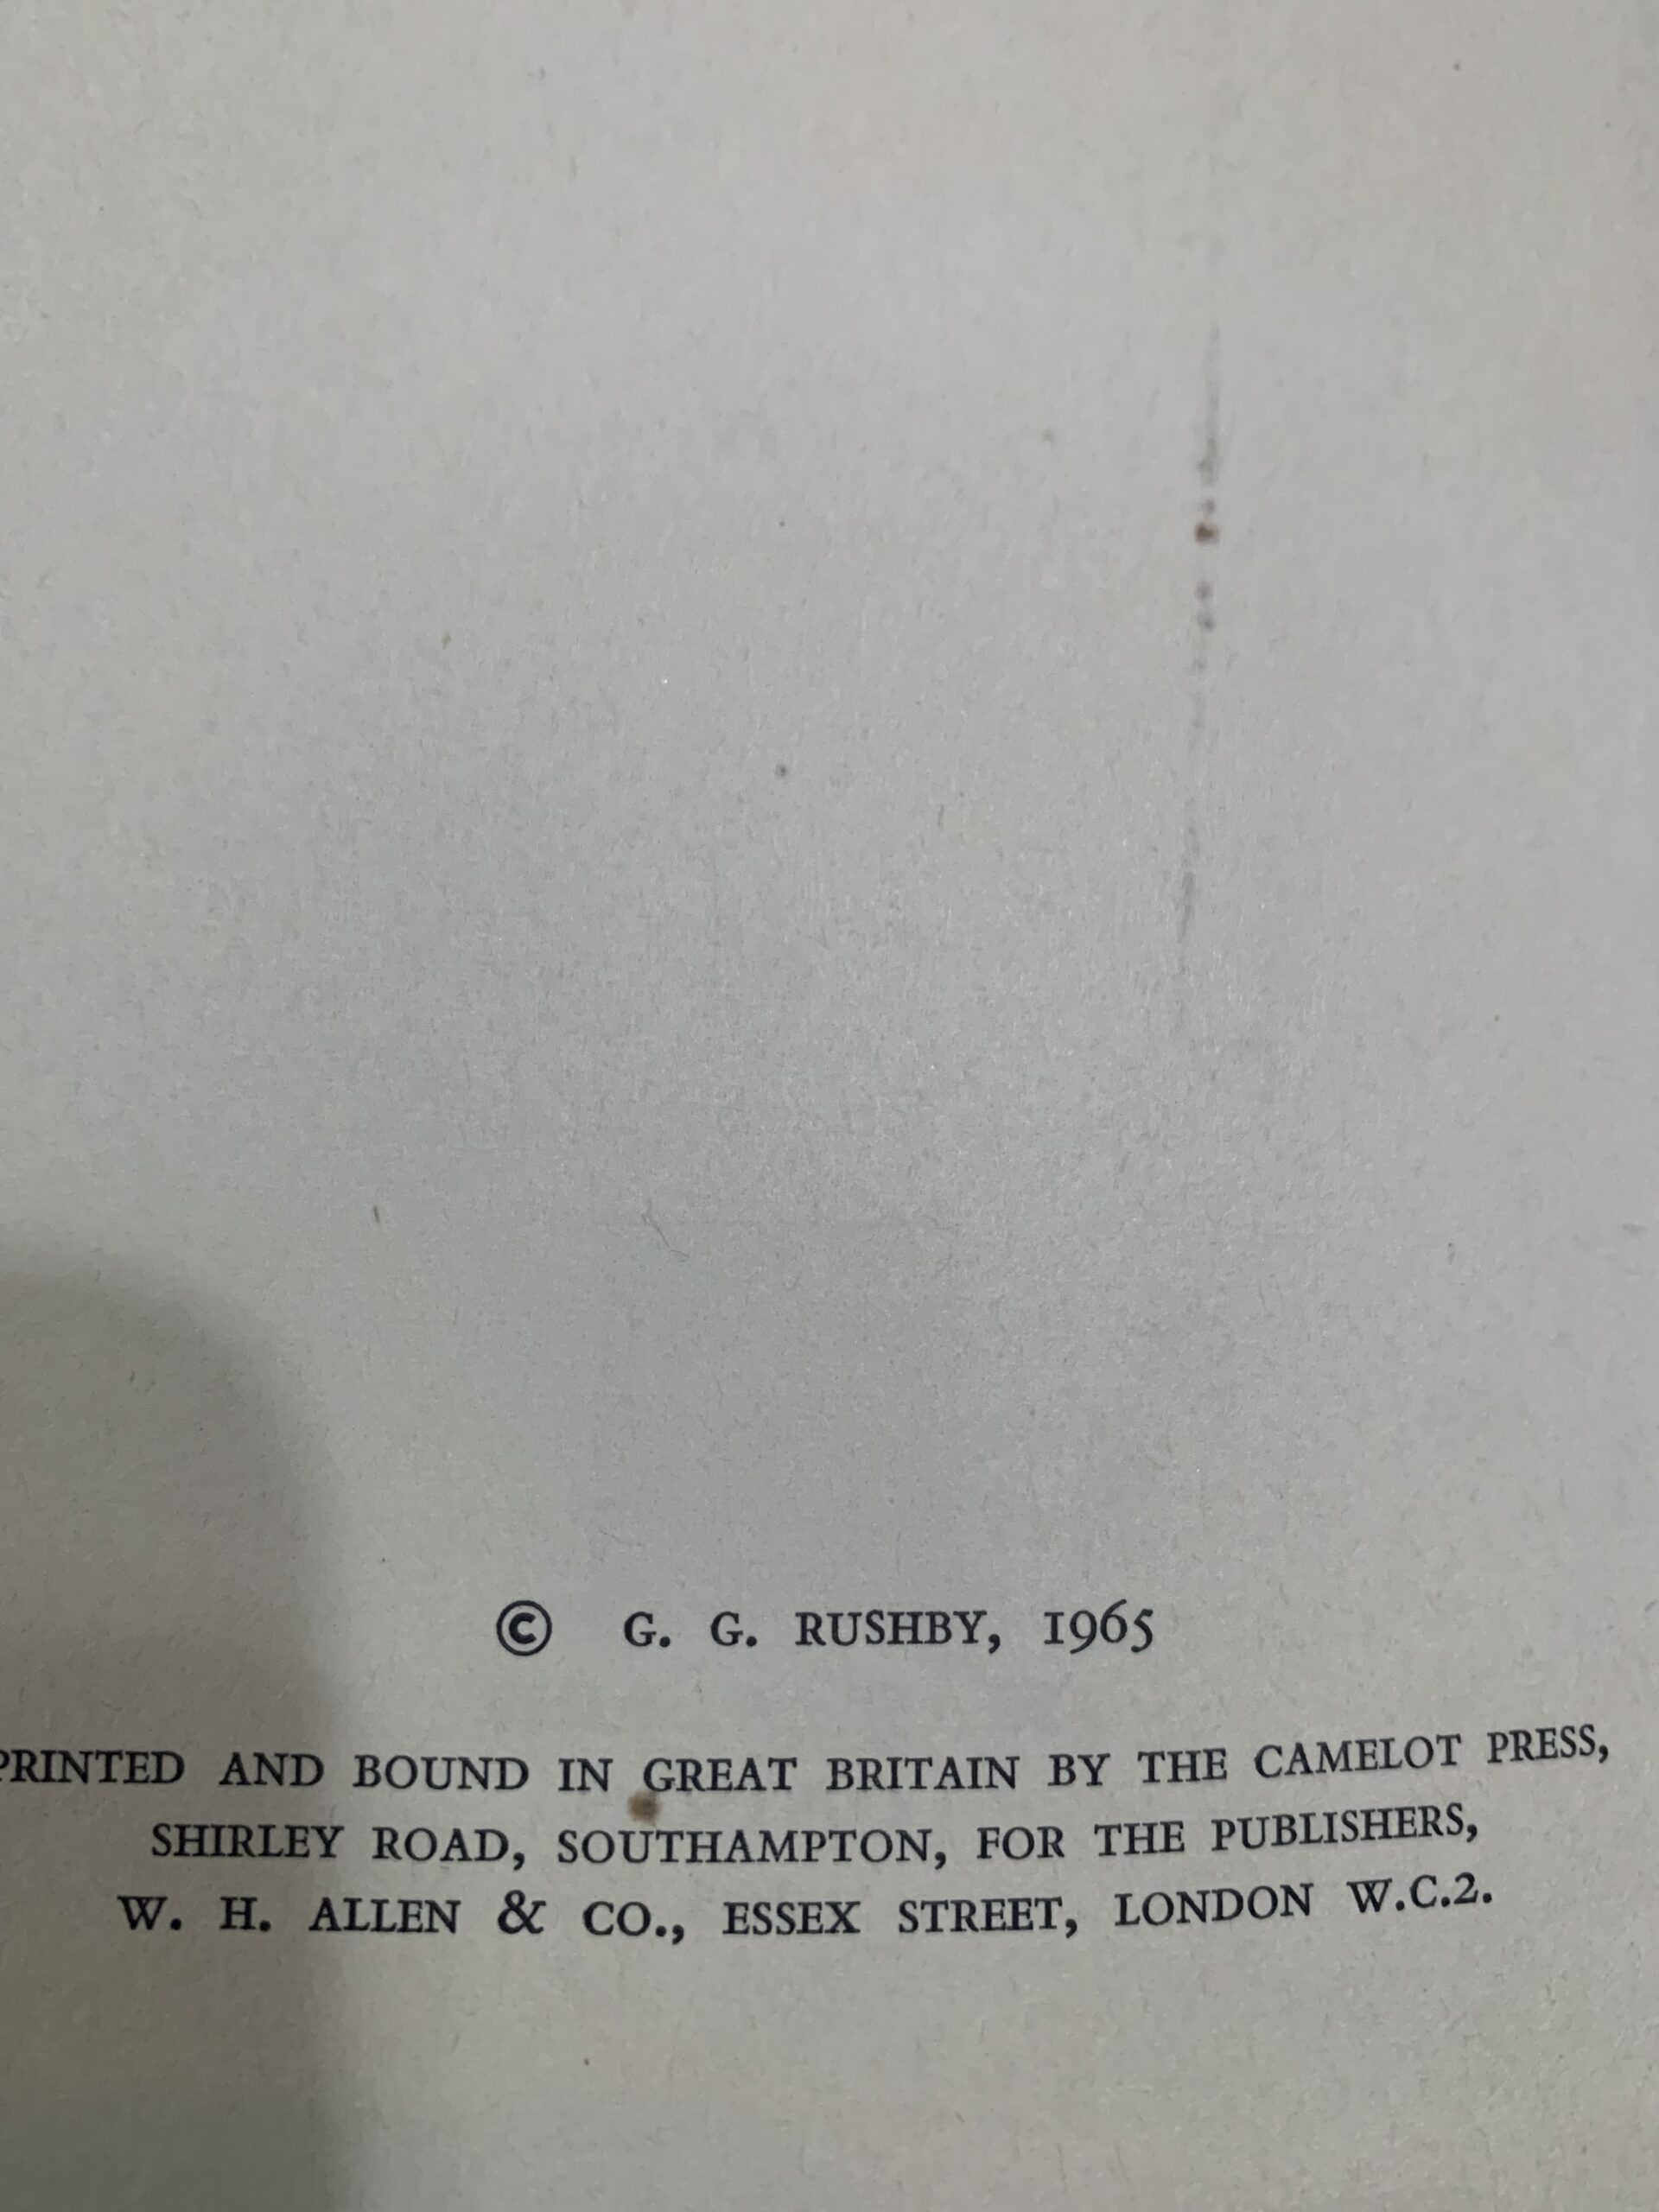 © G. G. RUSHBY, 1965
PRINTED AND BOUND IN GREAT BRITAIN BY THE CAMELOT PRESS,
SHIRLEY ROAD, SOUTHAMPTON, FOR THE PUBLISHERS,
W. H. ALLEN & CO., ESSEX STREET, LONDON W.C.2.